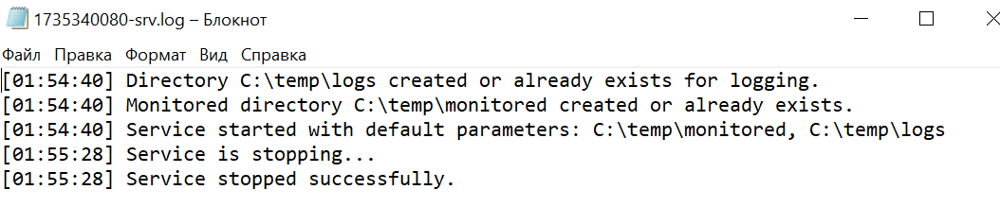 1735340080-srv.log – Блокнот
Файл Правка Формат Вид Справка
[01:54:40] Directory C:\temp\logs created or already exists for logging.
[01:54:40] Monitored directory C:\temp\monitored created or already exists.
[01:54:40] Service started with default parameters: C:\temp\monitored, C:\temp\logs
[01:55:28] Service is stopping...
[01:55:28] Service stopped successfully.